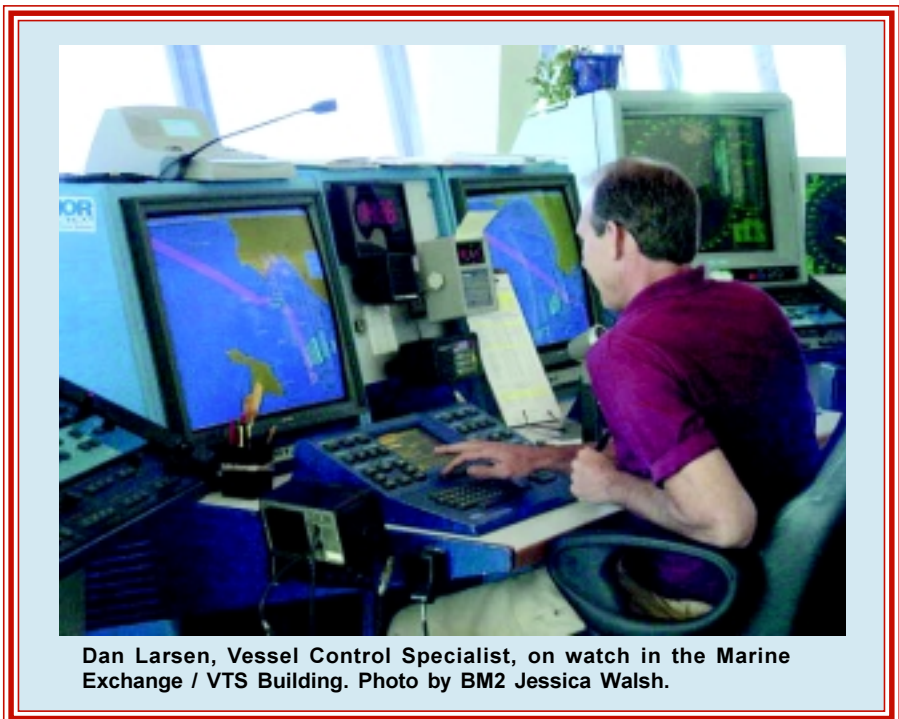 Dan Larsen, Vessel Control Specialist, on watch in the Marine
Exchange / VTS Building. Photo by BM2 Jessica Walsh.